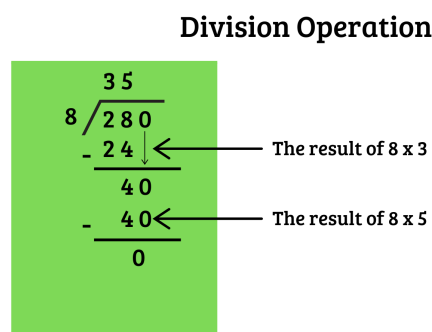 Division Operation
35
8 280
- 24 The result of 8 x 3
40
- 40 The result of 8 x 5
0